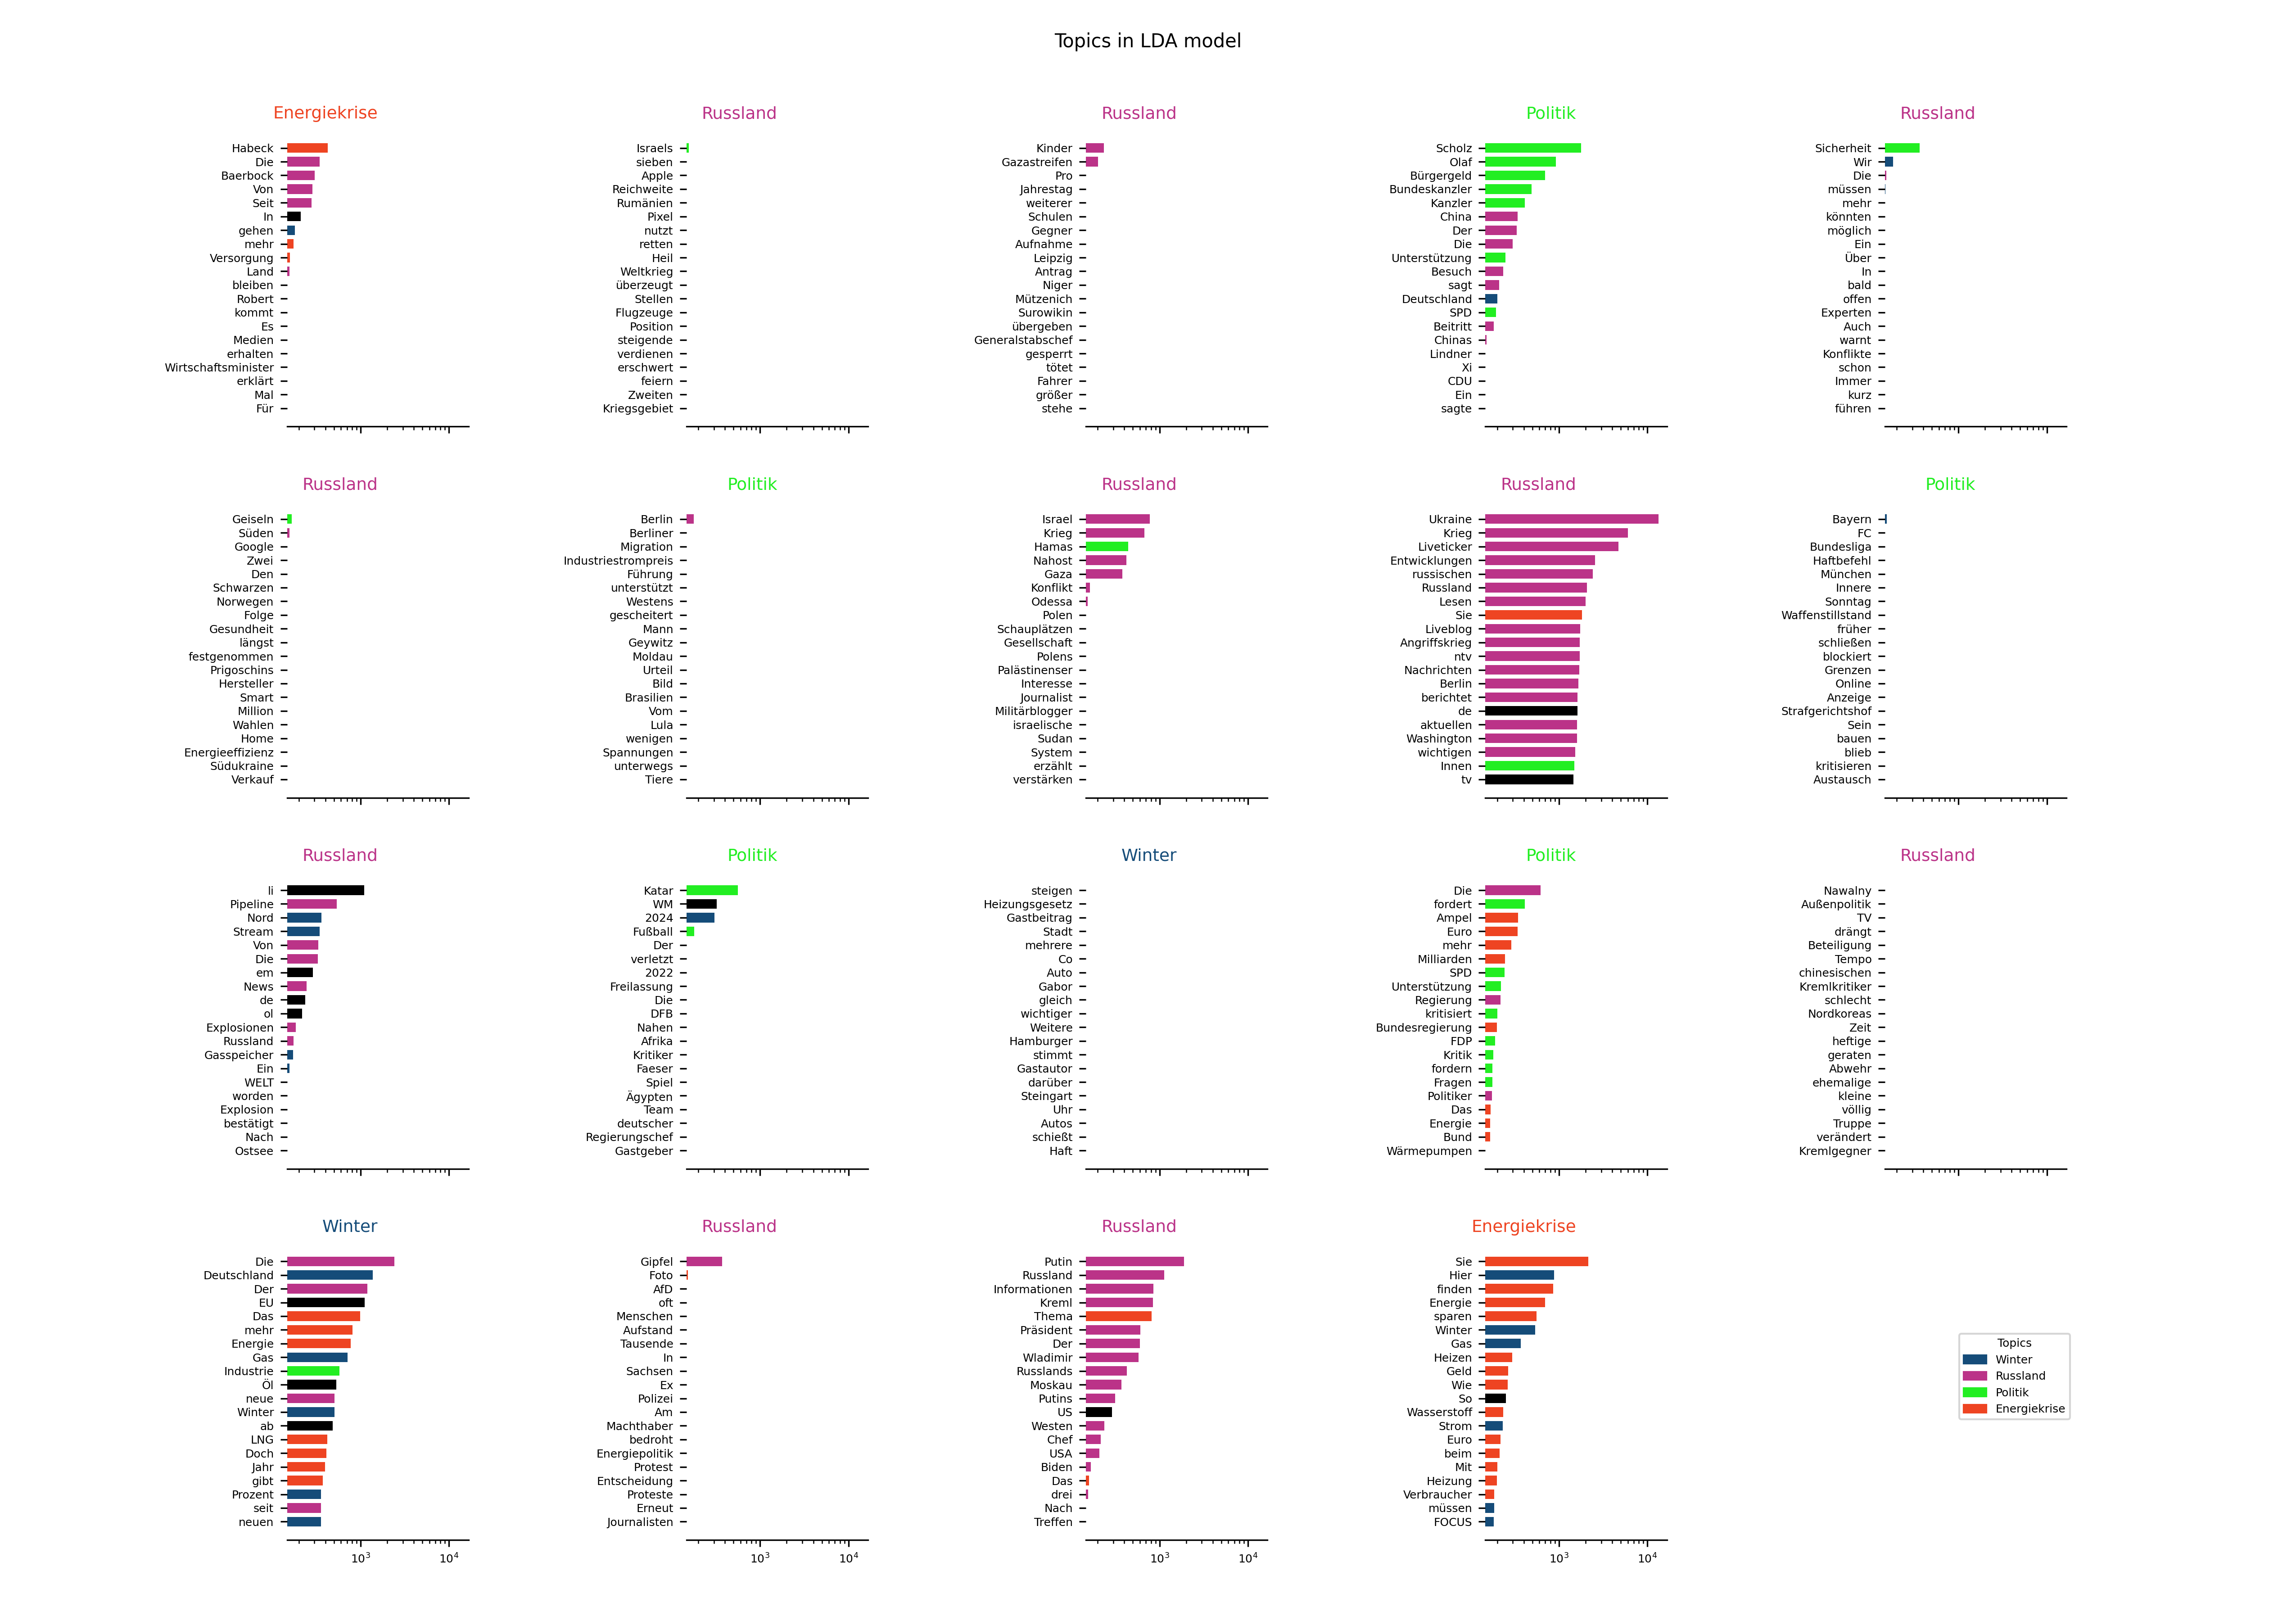 Topics in LDA model
Energiekrise
Habeck
Die
Baerbock
Von
Seit
In
gehen
mehr
Versorgung
Land
bleiben
Robert
kommt
Es
Medien
erhalten
Wirtschaftsminister
erklärt
Mal
Für
Russland
Israels
sieben
Apple
Reichweite
Rumänien
Pixel
nutzt
retten
Heil
Weltkrieg
überzeugt
Stellen
Flugzeuge
Position
steigende
verdienen
erschwert
feiern
Zweiten
Kriegsgebiet
Russland
Kinder
Gazastreifen
Pro
Jahrestag
weiterer
Schulen
Gegner
Aufnahme
Leipzig
Antrag
Niger
Mützenich
Surowikin
übergeben
Generalstabschef
gesperrt
tötet
Fahrer
größer
stehe
Politik
Scholz
Olaf
Bürgergeld
Bundeskanzler
Kanzler
China
Der
Die
Unterstützung
Besuch
sagt
Deutschland
SPD
Beitritt
Chinas
Lindner
Xi
CDU
Ein
sagte
Russland
Sicherheit
Wir
Die
müssen
mehr
könnten
möglich
Ein
Über
In
bald
offen
Experten
Auch
warnt
Konflikte
schon
Immer
kurz
führen
Russland
Geiseln
Süden
Google
Zwei
Den
Schwarzen
Norwegen
Folge
Gesundheit
längst
festgenommen
Prigoschins
Hersteller
Smart
Million
Wahlen
Home
Energieeffizienz
Südukraine
Verkauf
Politik
Berlin
Berliner
Migration
Industriestrompreis
Führung
unterstützt
Westens
gescheitert
Mann
Geywitz
Moldau
Urteil
Bild
Brasilien
Vom
Lula
wenigen
Spannungen
unterwegs
Tiere
Russland
Israel
Krieg
Hamas
Nahost
Gaza
Konflikt
Odessa
Polen
Schauplätzen
Gesellschaft
Polens
Palästinenser
Interesse
Journalist
Militärblogger
israelische
Sudan
System
erzählt
verstärken
Russland
Ukraine
Krieg
Liveticker
Entwicklungen
russischen
Russland
Lesen
Sie
Liveblog
Angriffskrieg
ntv
Nachrichten
Berlin
berichtet
de
aktuellen
Washington
wichtigen
Innen
tv
Politik
Bayern
FC
Bundesliga
Haftbefehl
München
Innere
Sonntag
Waffenstillstand
früher
schließen
blockiert
Grenzen
Online
Anzeige
Strafgerichtshof
Sein
bauen
blieb
kritisieren
Austausch
Russland
li
Pipeline
Nord
Stream
Von
Die
em
News
de
ol
Explosionen
Russland
Gasspeicher
Ein
WELT
worden
Explosion
bestätigt
Nach
Ostsee
Politik
Katar
WM
2024
Fußball
Der
verletzt
2022
Freilassung
Die
DFB
Nahen
Afrika
Kritiker
Faeser
Spiel
Ägypten
Team
deutscher
Regierungschef
Gastgeber
Winter
steigen
Heizungsgesetz
Gastbeitrag
Stadt
mehrere
Co
Auto
Gabor
gleich
wichtiger
Weitere
Hamburger
stimmt
Gastautor
darüber
Steingart
Uhr
Autos
schießt
Haft
Politik
Die
fordert
Ampel
Euro
mehr
Milliarden
SPD
Unterstützung
Regierung
kritisiert
Bundesregierung
FDP
Kritik
fordern
Fragen
Politiker
Das
Energie
Bund
Wärmepumpen
Russland
Nawalny
Außenpolitik
TV
drängt
Beteiligung
Tempo
chinesischen
Kremlkritiker
schlecht
Nordkoreas
Zeit
heftige
geraten
Abwehr
ehemalige
kleine
völlig
Truppe
verändert
Kremlgegner
Winter
Die
Deutschland
Der
EU
Das
mehr
Energie
Gas
Industrie
Öl
neue
Winter
ab
LNG
Doch
Jahr
gibt
Prozent
seit
neuen
10³ 10⁴
Russland
Gipfel
Foto
AfD
oft
Menschen
Aufstand
Tausende
In
Sachsen
Ex
Polizei
Am
Machthaber
bedroht
Energiepolitik
Protest
Entscheidung
Proteste
Erneut
Journalisten
10³ 10⁴
Russland
Putin
Russland
Informationen
Kreml
Thema
Präsident
Der
Wladimir
Russlands
Moskau
Putins
US
Westen
Chef
USA
Biden
Das
drei
Nach
Treffen
10³ 10⁴
Energiekrise
Sie
Hier
finden
Energie
sparen
Winter
Gas
Heizen
Geld
Wie
So
Wasserstoff
Strom
Euro
beim
Mit
Heizung
Verbraucher
müssen
FOCUS
10³ 10⁴
Topics
Winter
Russland
Politik
Energiekrise